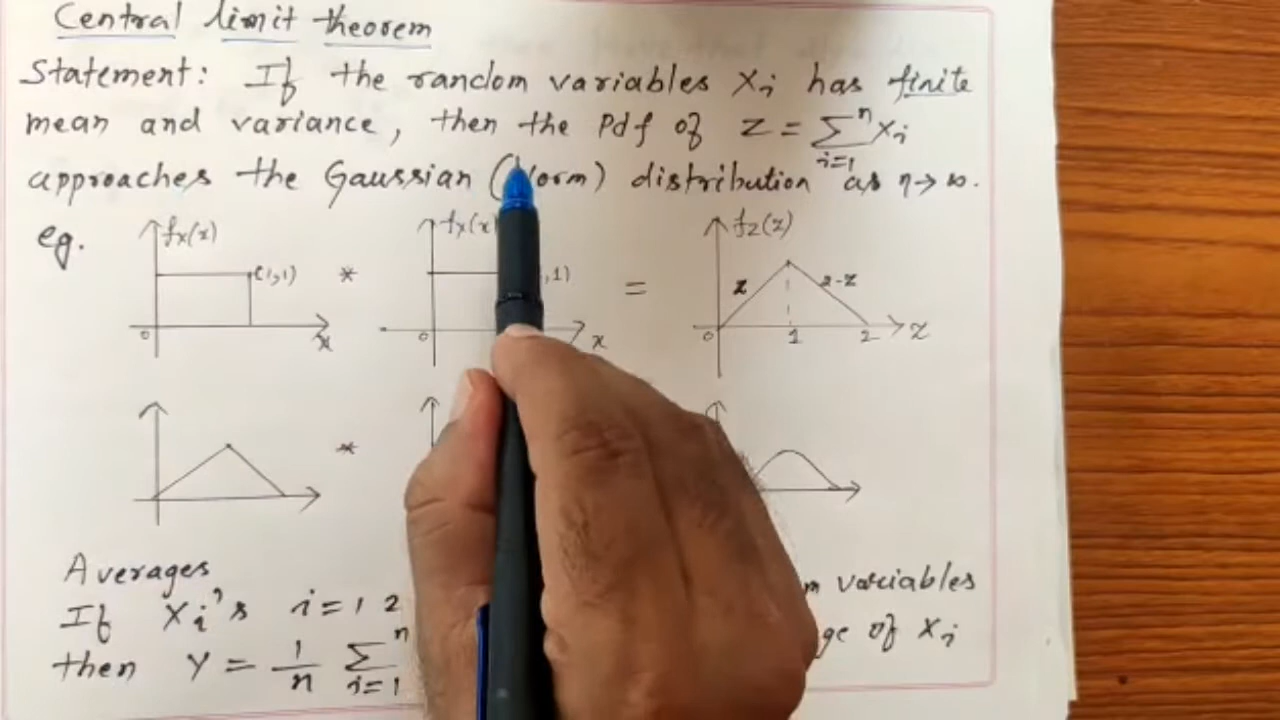 Central limit theorem
Statement: If the random variables Xi has finite
mean and variance, then the Pdf of Z = Σ i=1 n Xi
approaches the Gaussian (Norm) distribution as n→∞.
eg. fx(x) (1,1) * fx(x) ,1) = fz(z) z 2-z
0 x 0 x 0 1 2 z
*
Averages variables
If Xi's i = 1 2 of Xi
then Y = 1/n Σ i=1 n